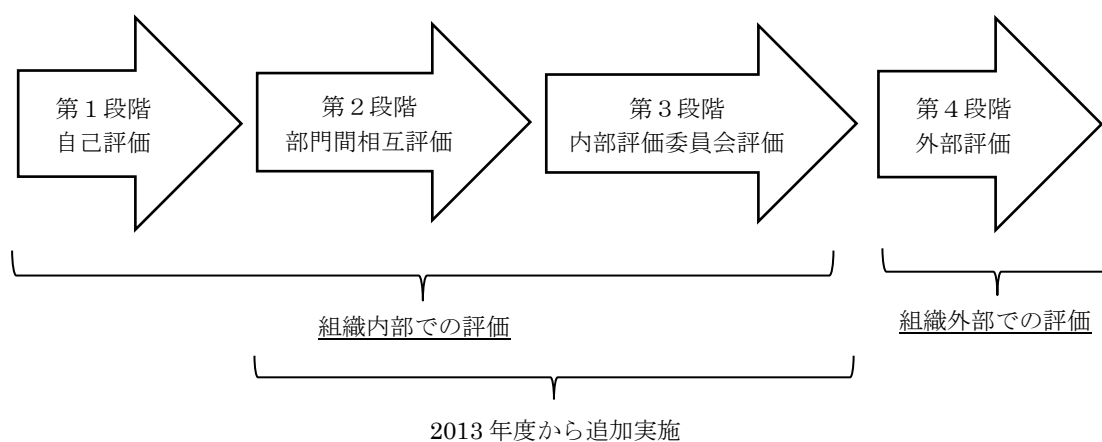 第１段階
自己評価
第２段階
部門間相互評価
第３段階
内部評価委員会評価
第４段階
外部評価
組織内部での評価
組織外部での評価
2013 年度から追加実施